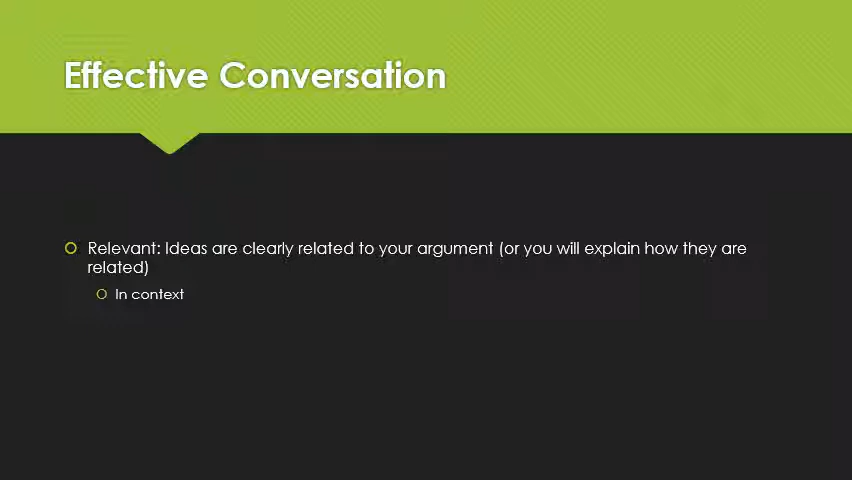 Effective Conversation
Relevant: Ideas are clearly related to your argument (or you will explain how they are
related)
In context